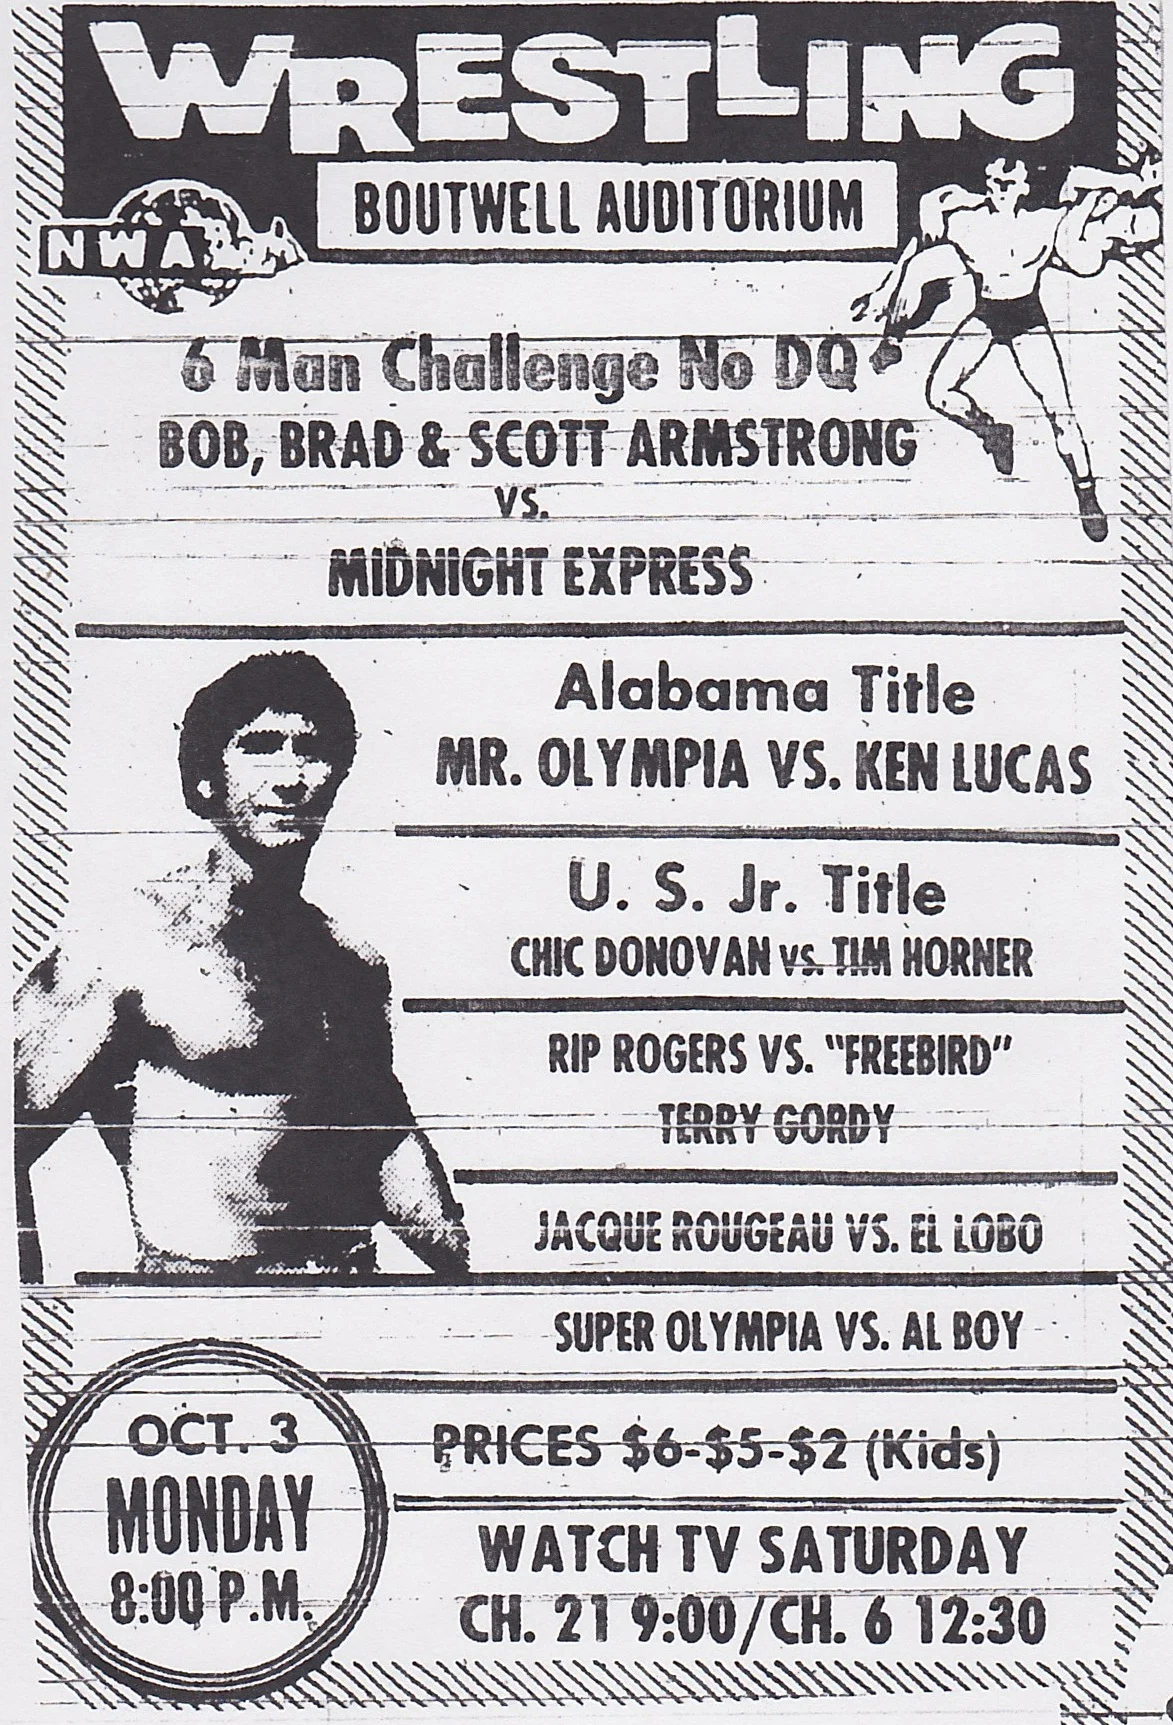 WRESTLING
BOUTWELL AUDITORIUM
NWA
6 Man Challenge No DQ
BOB, BRAD & SCOTT ARMSTRONG
VS.
MIDNIGHT EXPRESS
Alabama Title
MR. OLYMPIA VS. KEN LUCAS
U. S. Jr. Title
CHIC DONOVAN VS. TIM HORNER
RIP ROGERS VS. "FREEBIRD"
TERRY GORDY
JACQUE ROUGEAU VS. EL LOBO
SUPER OLYMPIA VS. AL BOY
OCT. 3
MONDAY
8:00 P.M.
PRICES $6-$5-$2 (Kids)
WATCH TV SATURDAY
CH. 21 9:00/CH. 6 12:30